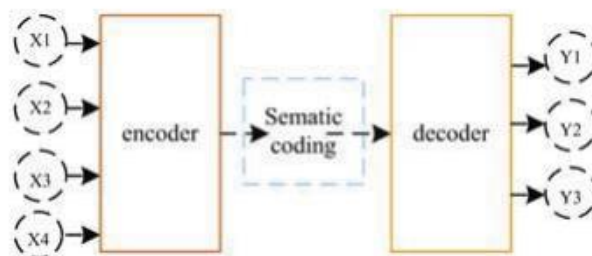 X1
X2
X3
X4
encoder
Sematic
coding
decoder
Y1
Y2
Y3